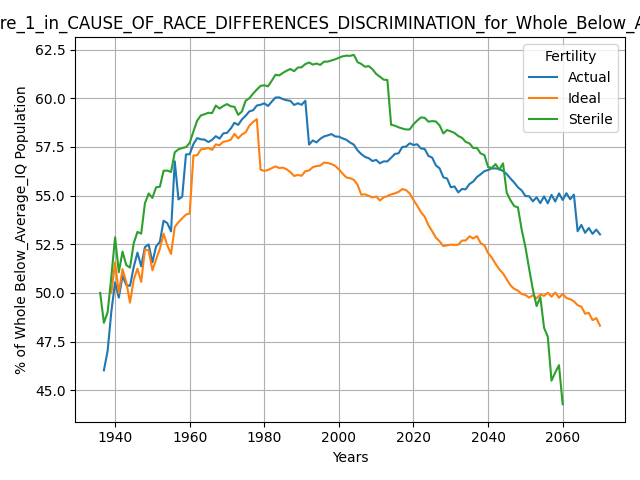 re_1_in_CAUSE_OF_RACE_DIFFERENCES_DISCRIMINATION_for_Whole_Below_A
Fertility
Actual
Ideal
Sterile
% of Whole Below_Average_IQ Population
62.5
60.0
57.5
55.0
52.5
50.0
47.5
45.0
1940
1960
1980
2000
2020
2040
2060
Years